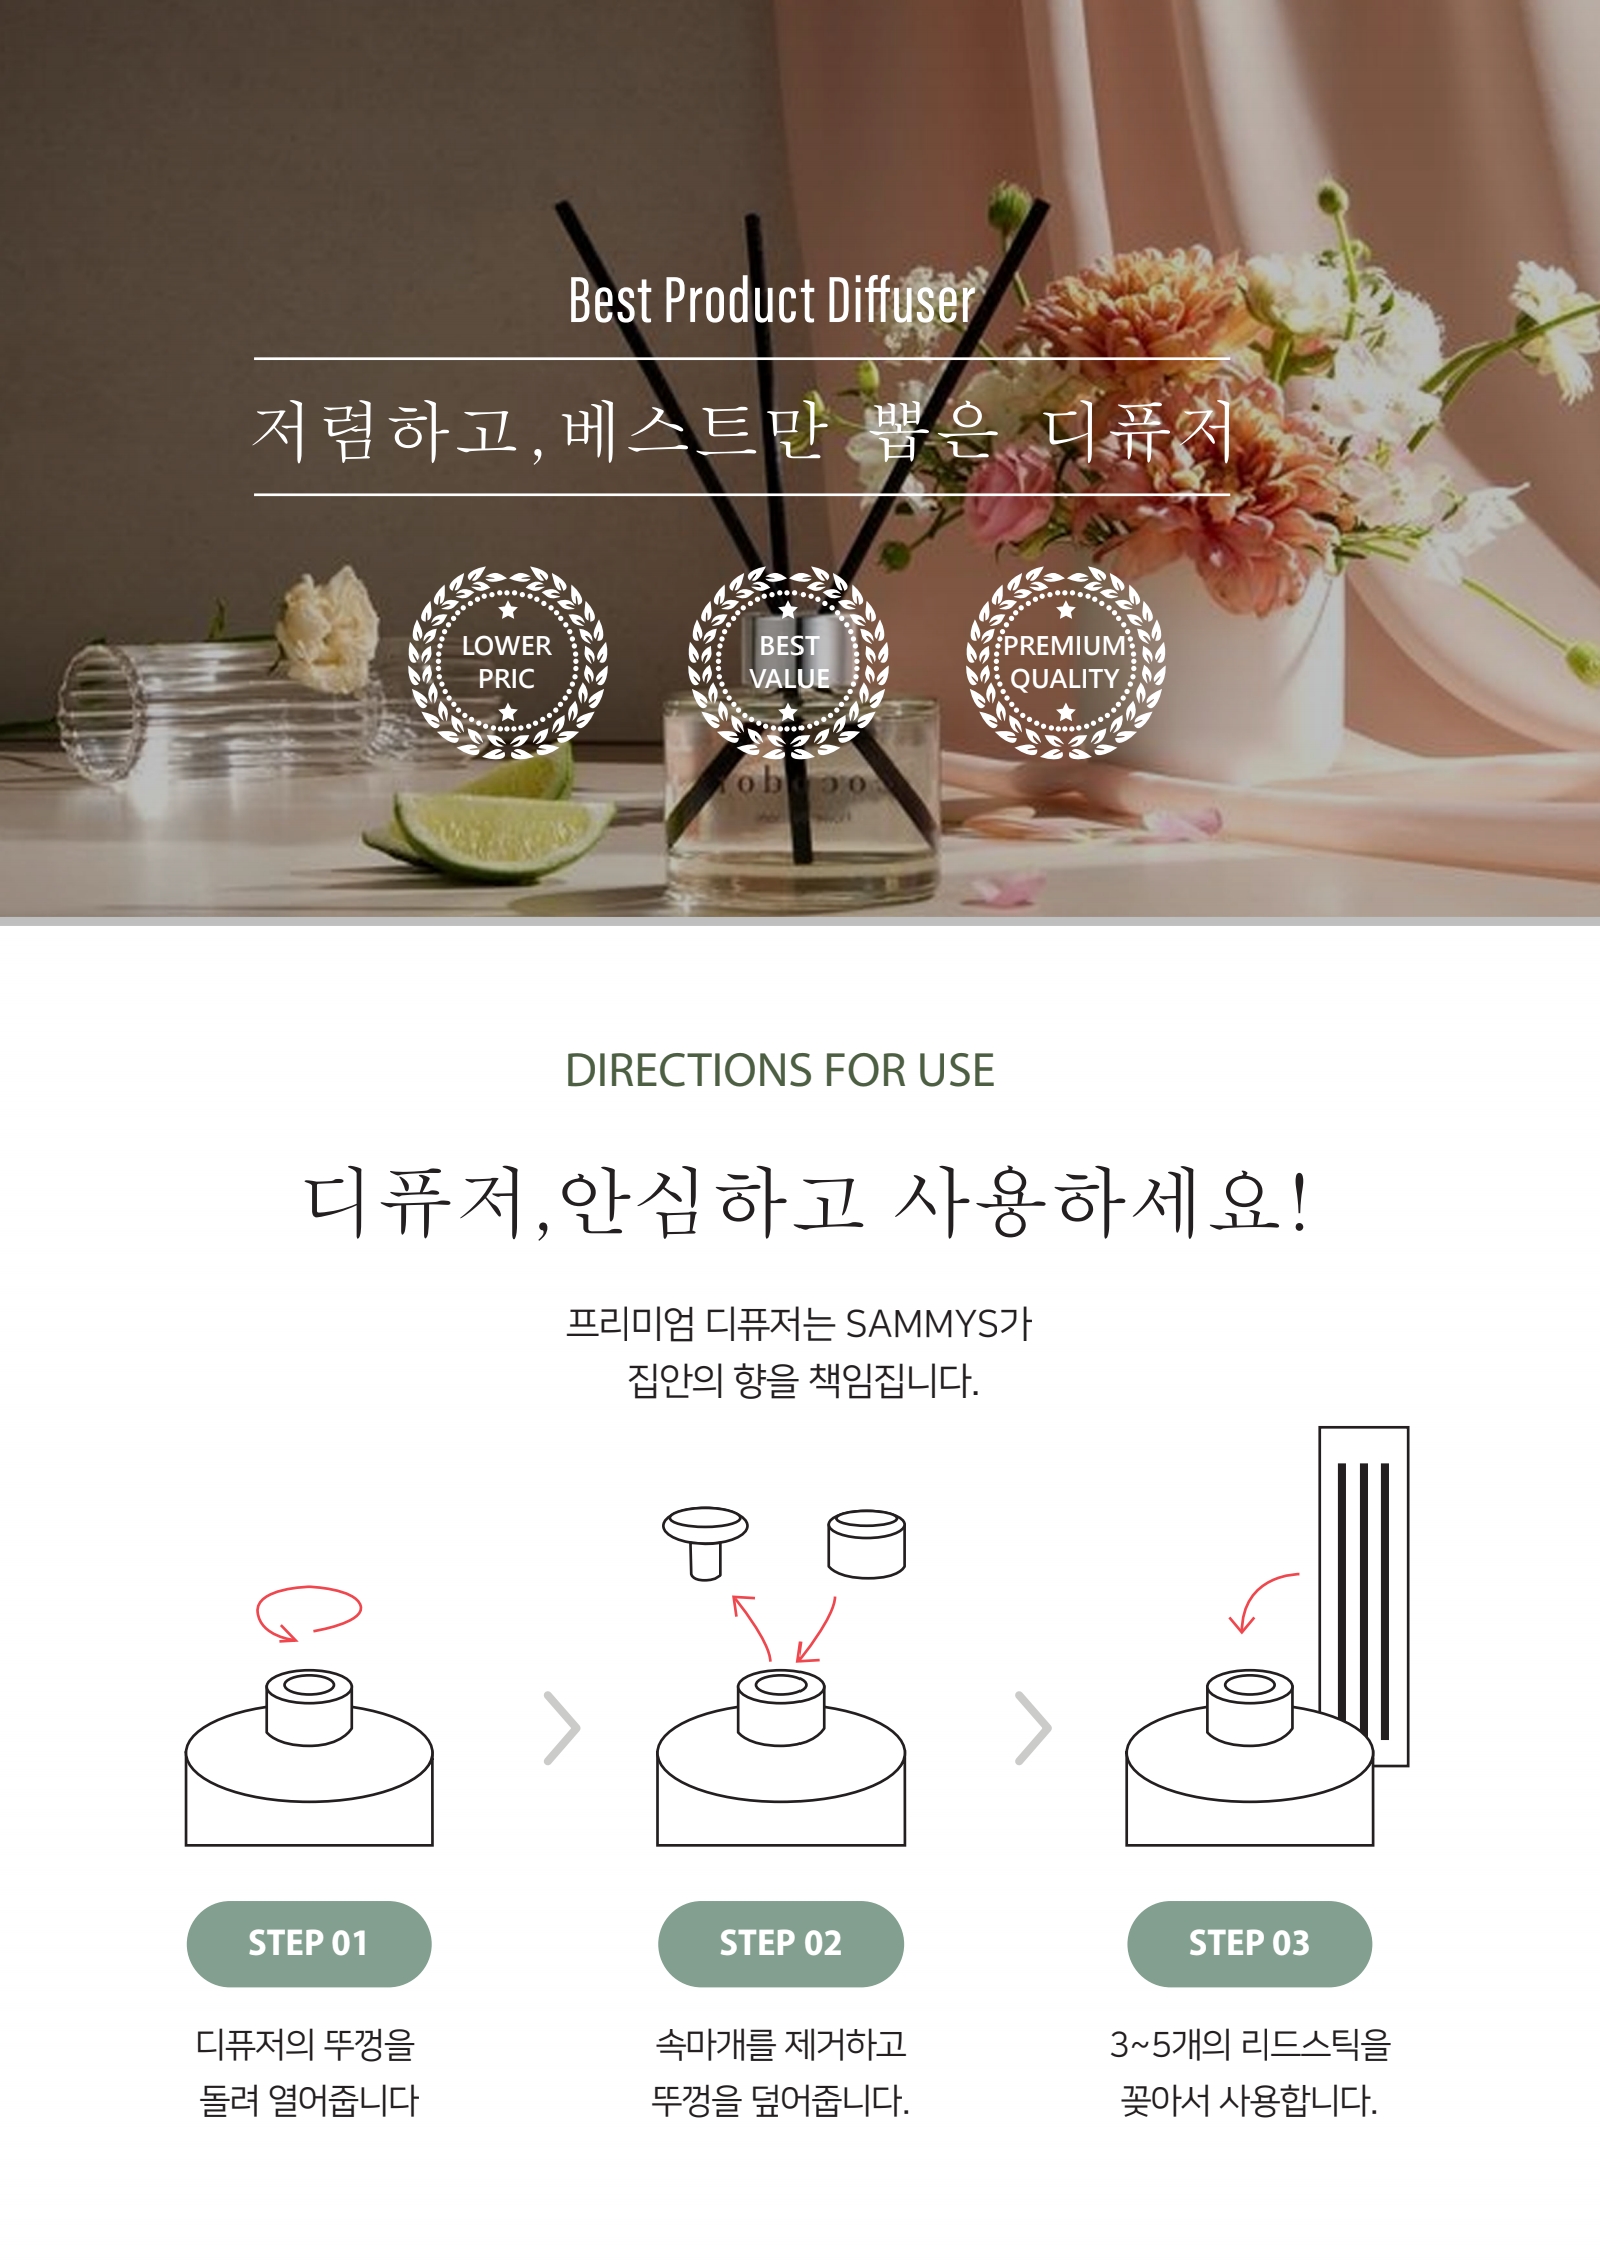 Best Product Diffuser
저렴하고,베스트만 뽑은 디퓨저
LOWER
PRIC
BEST
VALUE
PREMIUM
QUALITY
DIRECTIONS FOR USE
디퓨저,안심하고 사용하세요!
프리미엄 디퓨저는 SAMMYS가
집안의 향을 책임집니다.
STEP 01
디퓨저의 뚜껑을
돌려 열어줍니다
STEP 02
속마개를 제거하고
뚜껑을 덮어줍니다.
STEP 03
3~5개의 리드스틱을
꽂아서 사용합니다.